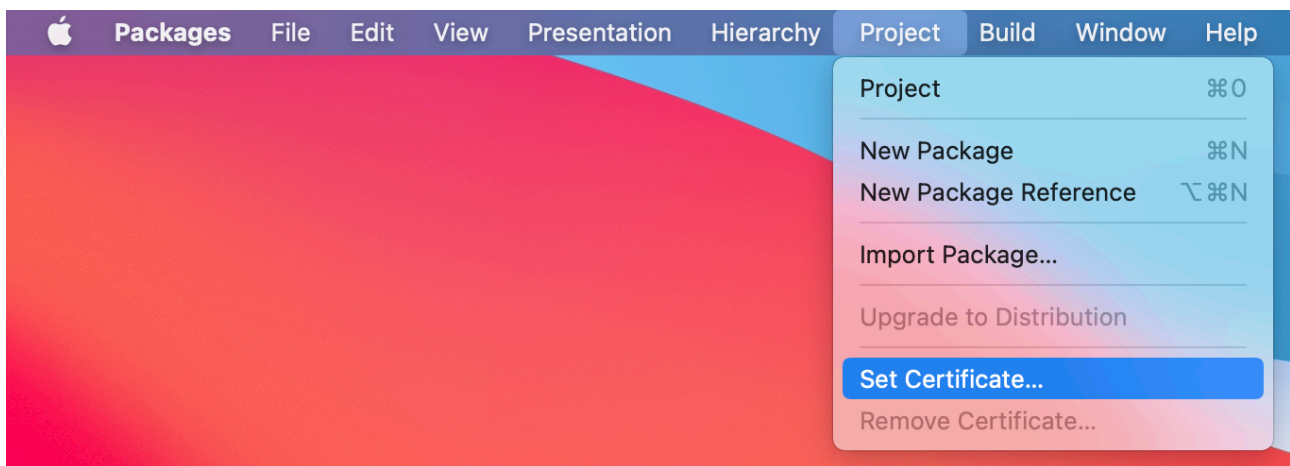 Packages File Edit View Presentation Hierarchy Project Build Window Help
Project ⌘O
New Package ⌘N
New Package Reference ⌥⌘N
Import Package...
Upgrade to Distribution
Set Certificate...
Remove Certificate...